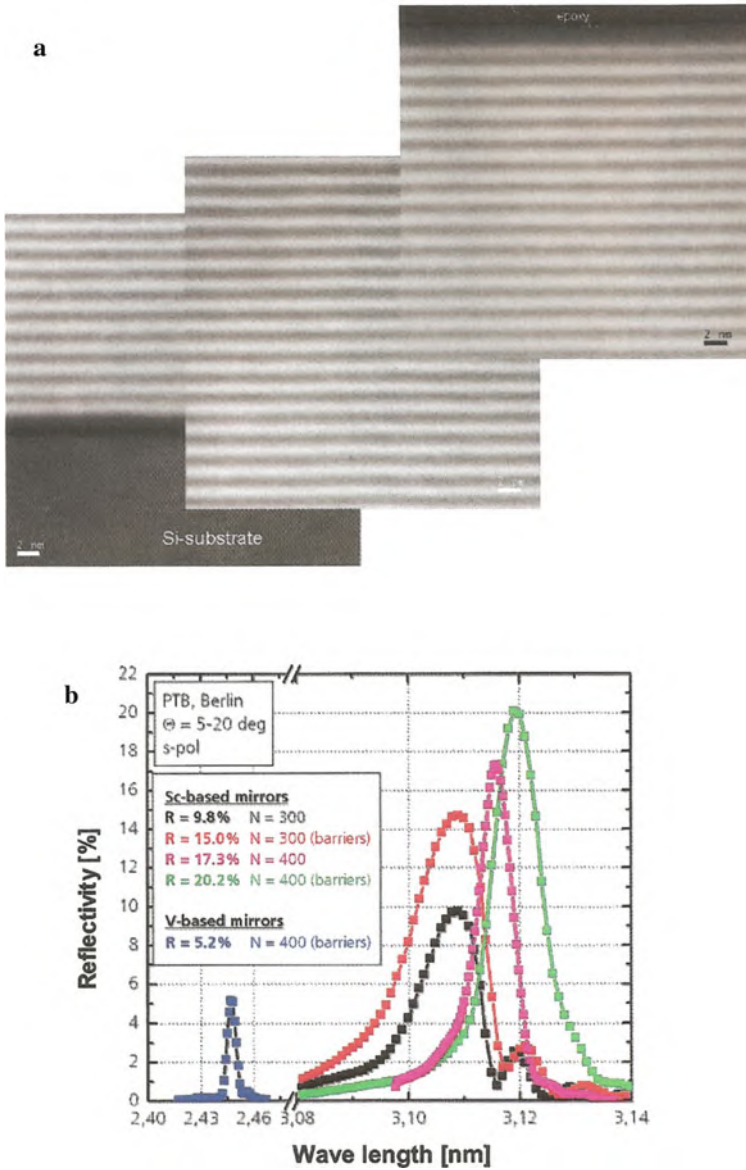 a
epoxy
2 nm
2 nm
Si-substrate
b
22
20
18
16
14
12
10
8
6
4
2
0
Reflectivity [%]
PTB, Berlin
Θ = 5-20 deg
s-pol
Sc-based mirrors
R = 9.8% N = 300
R = 15.0% N = 300 (barriers)
R = 17.3% N = 400
R = 20.2% N = 400 (barriers)
V-based mirrors
R = 5.2% N = 400 (barriers)
2,40 2,43 2,46 3,08 3,10 3,12 3,14
Wave length [nm]